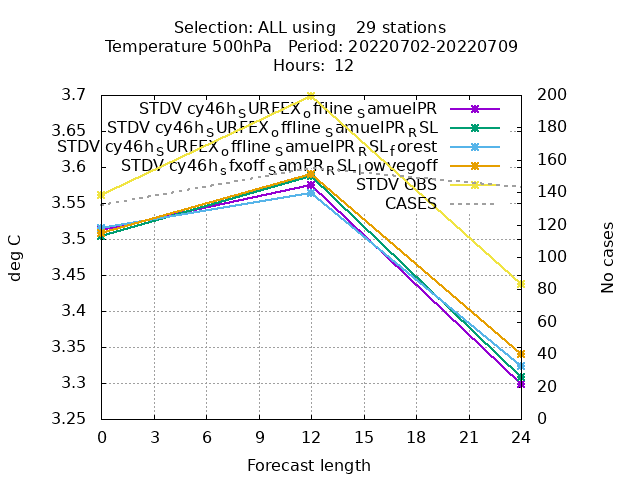 Selection: ALL using    29 stations
Temperature 500hPa   Period: 20220702-20220709
Hours:  12
3.7
3.65
3.6
3.55
3.5
3.45
3.4
3.35
3.3
3.25
deg C
STDV cy46h_SURFEX_offline_SamueIPR
STDV cy46h_SURFEX_offline_SamueIPR_RSL
STDV cy46h_SURFEX_offline_SamueIPR_RSL_forest
STDV cy46h_sfxoff_SamPR_RSL_lowvegoff
STDV OBS
CASES
200
180
160
140
120
100
80
60
40
20
0
No cases
0 3 6 9 12 15 18 21 24
Forecast length